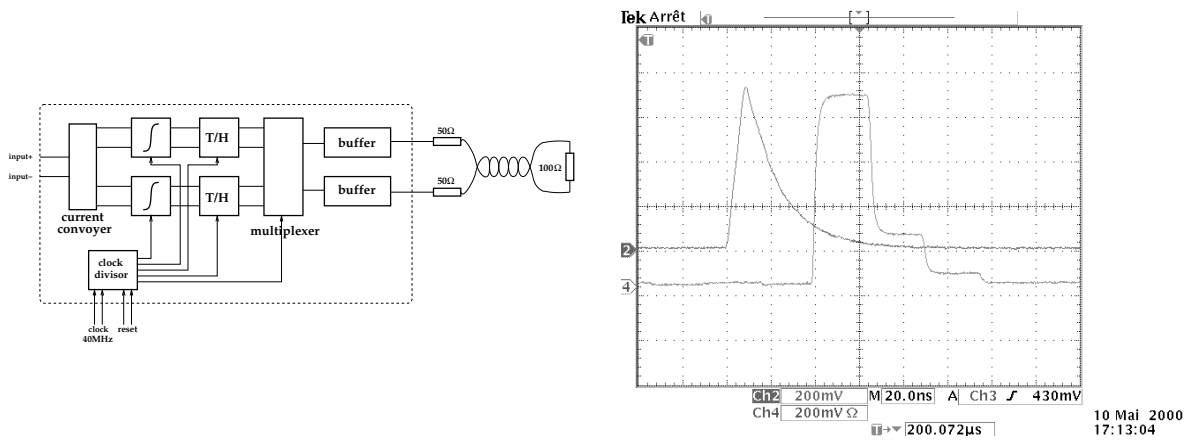 input+
input−
T/H
T/H
buffer
buffer
50Ω
50Ω
100Ω
current
convoyer
multiplexer
clock
divisor
clock
40MHz
reset
Tek Arrêt
T
T
2
4
Ch2 200mV M 20.0ns A Ch3 430mV
Ch4 200mV Ω
T 200.072µs
10 Mai 2000
17:13:04